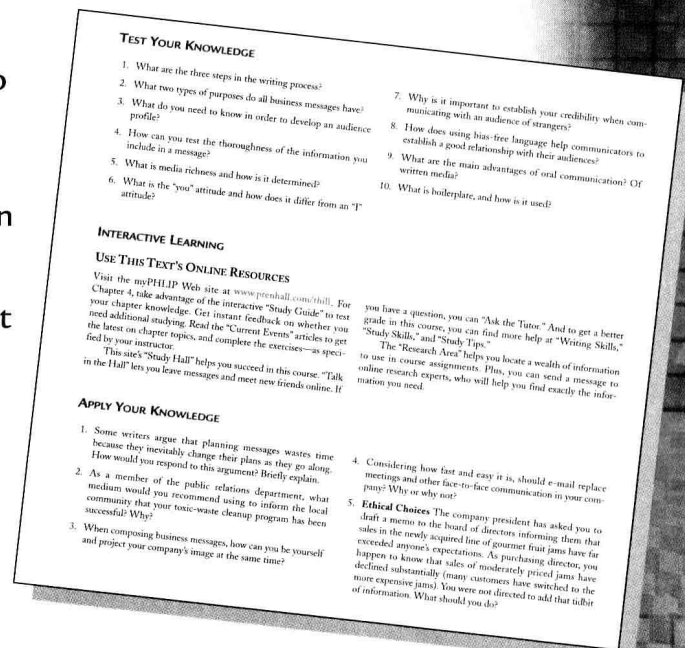 o
n
t
TEST YOUR KNOWLEDGE
1. What are the three steps in the writing process?
2. What two types of purposes do all business messages have?
3. What do you need to know in order to develop an audience
profile?
4. How can you test the thoroughness of the information you
include in a message?
5. What is media richness and how is it determined?
6. What is the "you" attitude and how does it differ from an "I"
attitude?
7. Why is it important to establish your credibility when com-
municating with an audience of strangers?
8. How does using bias-free language help communicators to
establish a good relationship with their audiences?
9. What are the main advantages of oral communication? Of
written media?
10. What is boilerplate, and how is it used?
INTERACTIVE LEARNING
USE THIS TEXT'S ONLINE RESOURCES
Visit the myPHLIP Web site at www.prenhall.com/thill. For
Chapter 4, take advantage of the interactive "Study Guide" to test
your chapter knowledge. Get instant feedback on whether you
need additional studying. Read the "Current Events" articles to get
the latest on chapter topics, and complete the exercises—as speci-
fied by your instructor.
This site's "Study Hall" helps you succeed in this course. "Talk
in the Hall" lets you leave messages and meet new friends online. If
you have a question, you can "Ask the Tutor." And to get a better
grade in this course, you can find more help at "Writing Skills,"
"Study Skills," and "Study Tips."
The "Research Area" helps you locate a wealth of information
to use in course assignments. Plus, you can send a message to
online research experts, who will help you find exactly the infor-
mation you need.
APPLY YOUR KNOWLEDGE
1. Some writers argue that planning messages wastes time
because they inevitably change their plans as they go along.
How would you respond to this argument? Briefly explain.
2. As a member of the public relations department, what
medium would you recommend using to inform the local
community that your toxic-waste cleanup program has been
successful? Why?
3. When composing business messages, how can you be yourself
and project your company's image at the same time?
4. Considering how fast and easy it is, should e-mail replace
meetings and other face-to-face communication in your com-
pany? Why or why not?
5. Ethical Choices The company president has asked you to
draft a memo to the board of directors informing them that
sales in the newly acquired line of gourmet fruit jams have far
exceeded anyone's expectations. As purchasing director, you
happen to know that sales of moderately priced jams have
declined substantially (many customers have switched to the
more expensive jams). You were not directed to add that tidbit
of information. What should you do?